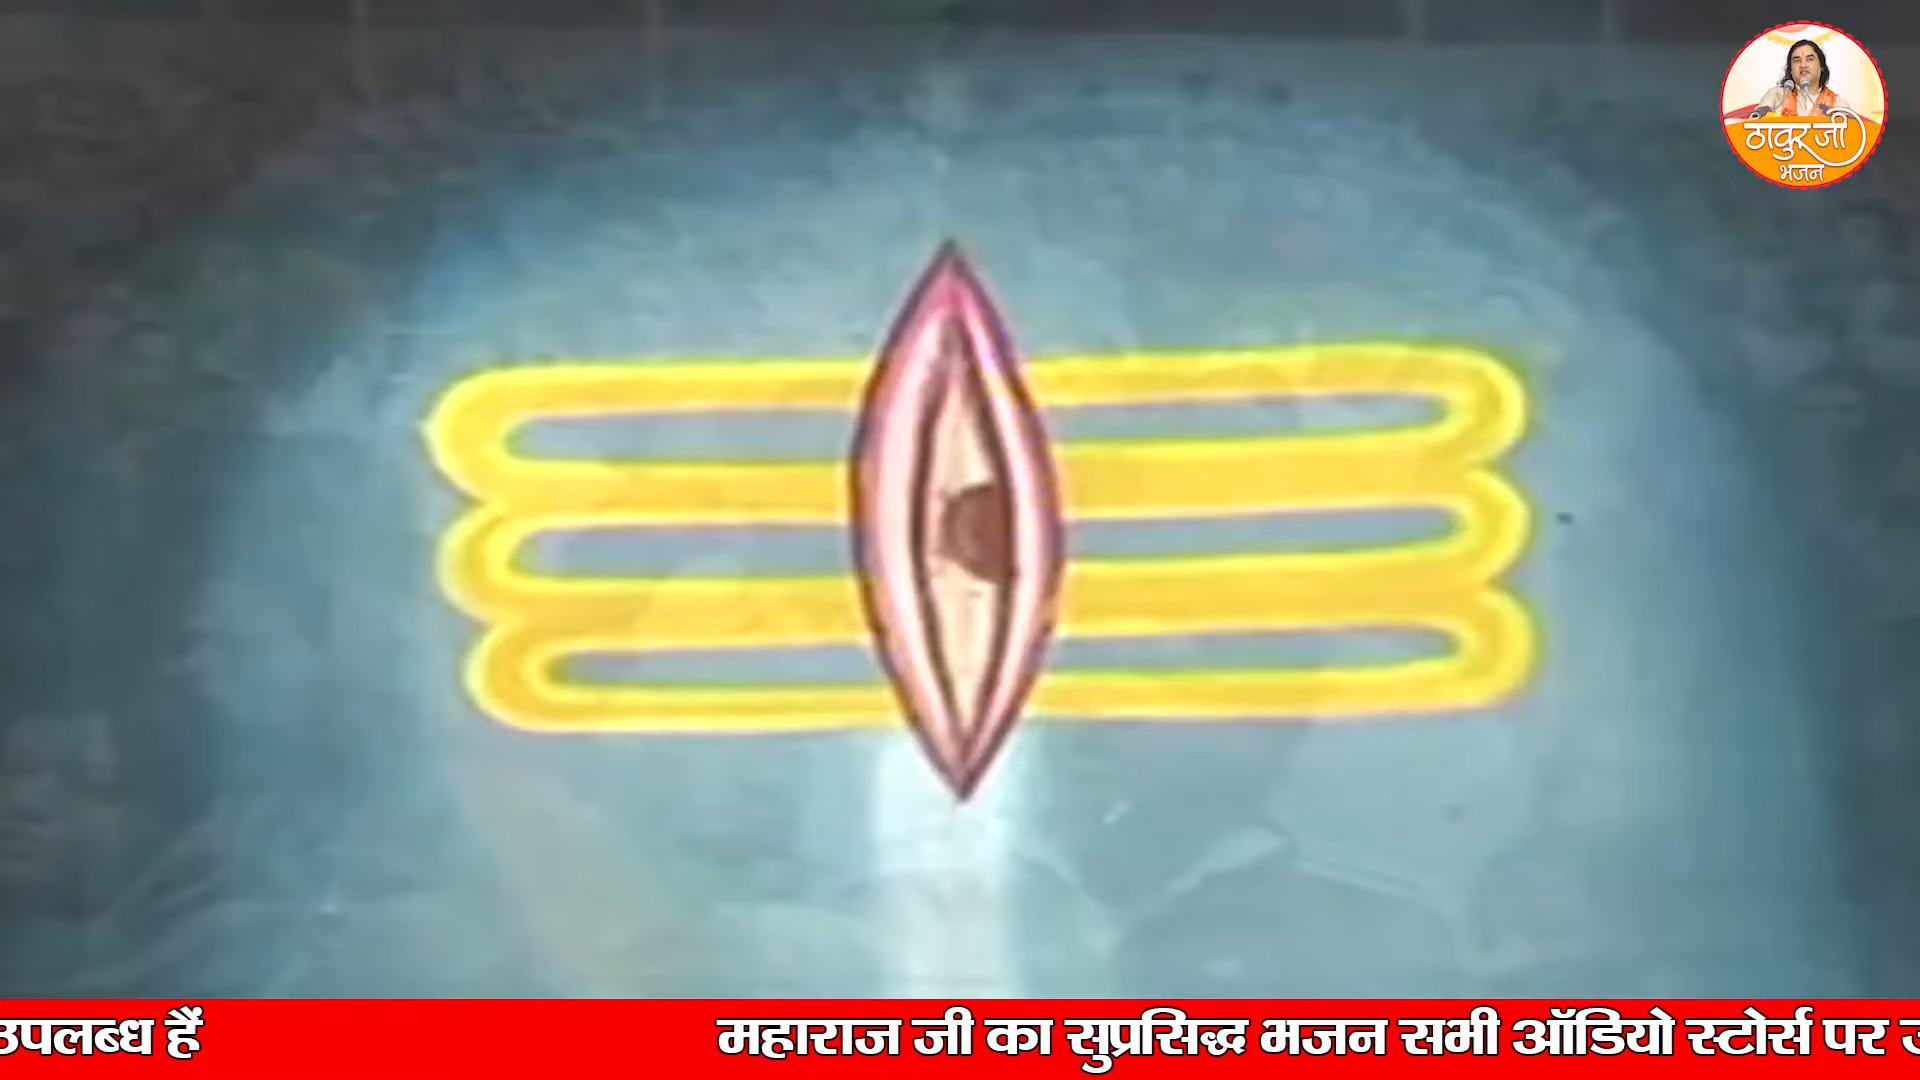 ठाकुर जी
भजन
उपलब्ध हैं महाराज जी का सुप्रसिद्ध भजन सभी ऑडियो स्टोर्स पर